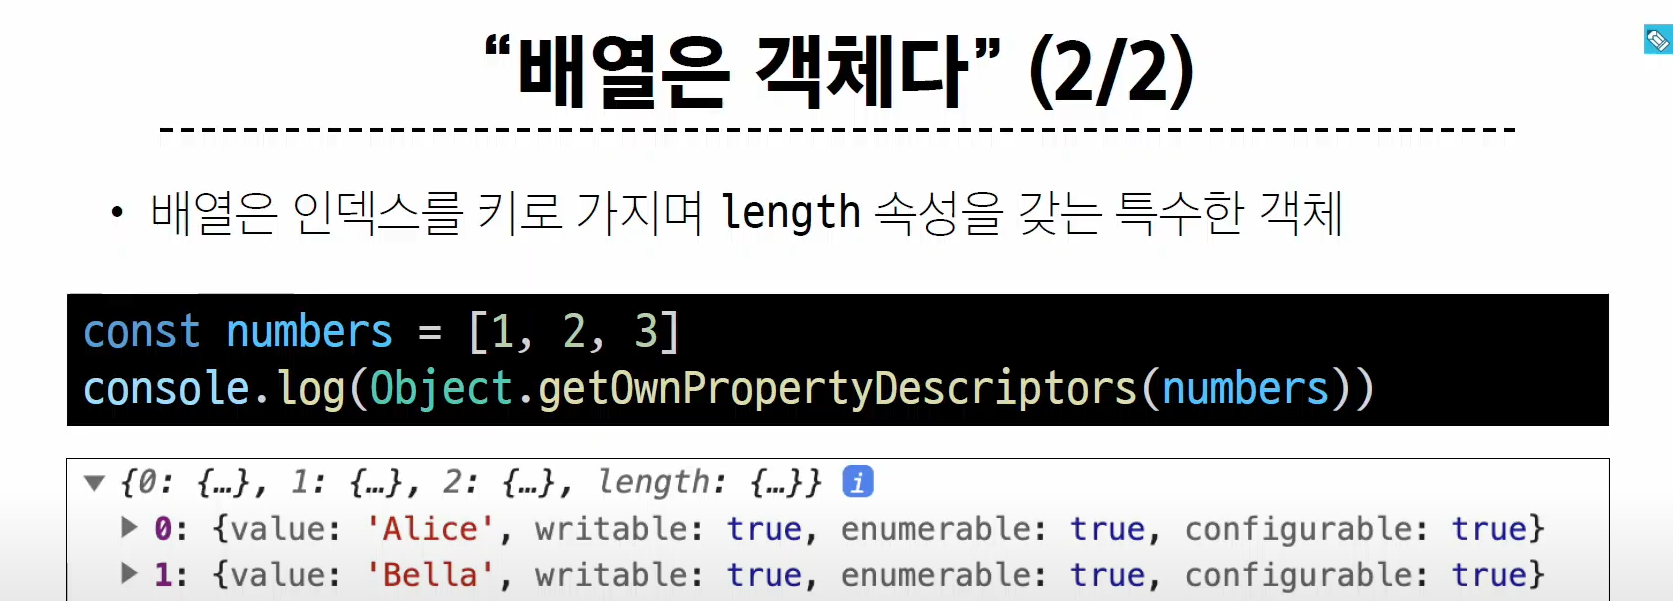 “배열은 객체다” (2/2)
• 배열은 인덱스를 키로 가지며 length 속성을 갖는 특수한 객체
const numbers = [1, 2, 3]
console.log(Object.getOwnPropertyDescriptors(numbers))
▼ {0: {…}, 1: {…}, 2: {…}, length: {…}} i
▶ 0: {value: 'Alice', writable: true, enumerable: true, configurable: true}
▶ 1: {value: 'Bella', writable: true, enumerable: true, configurable: true}